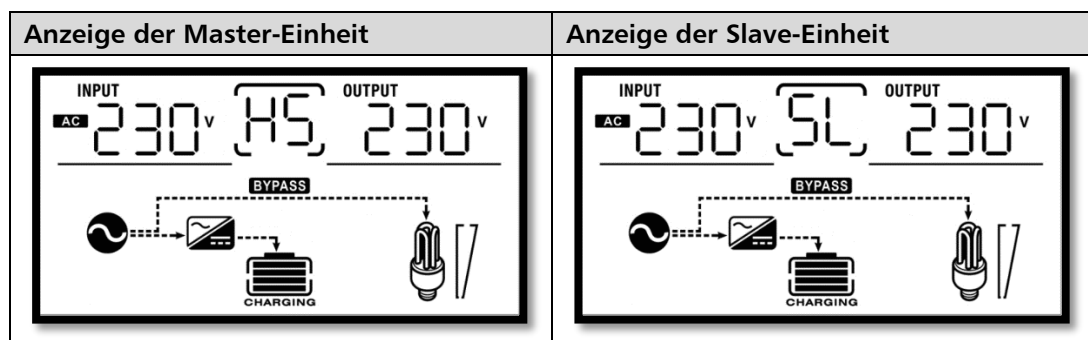 Anzeige der Master-Einheit
Anzeige der Slave-Einheit
INPUT OUTPUT
AC 230 V HS 230 V
BYPASS
CHARGING
INPUT OUTPUT
AC 230 V SL 230 V
BYPASS
CHARGING